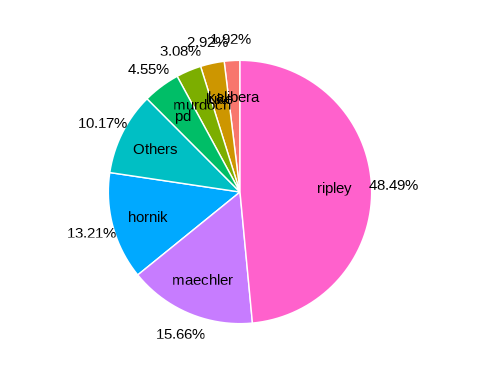 1.92%
2.92%
3.08%
4.55%
kalibera
murdoch
pd
10.17%
Others
ripley
48.49%
hornik
13.21%
maechler
15.66%